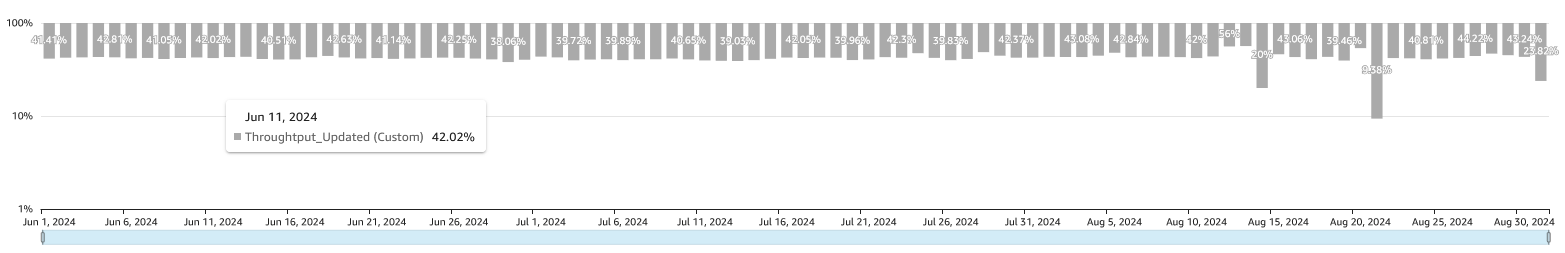 100%
41.41% 42.81% 41.05% 42.02% 40.51% 42.63% 41.14% 42.25% 38.06% 39.72% 39.89% 40.65% 39.03% 42.05% 39.96% 42.3% 39.83% 42.37% 43.08% 42.84% 42% 56% 20% 43.06% 39.46% 9.38% 40.81% 44.22% 43.24% 23.82%
10%
Jun 11, 2024
Throughtput_Updated (Custom) 42.02%
1%
Jun 1, 2024 Jun 6, 2024 Jun 11, 2024 Jun 16, 2024 Jun 21, 2024 Jun 26, 2024 Jul 1, 2024 Jul 6, 2024 Jul 11, 2024 Jul 16, 2024 Jul 21, 2024 Jul 26, 2024 Jul 31, 2024 Aug 5, 2024 Aug 10, 2024 Aug 15, 2024 Aug 20, 2024 Aug 25, 2024 Aug 30, 2024